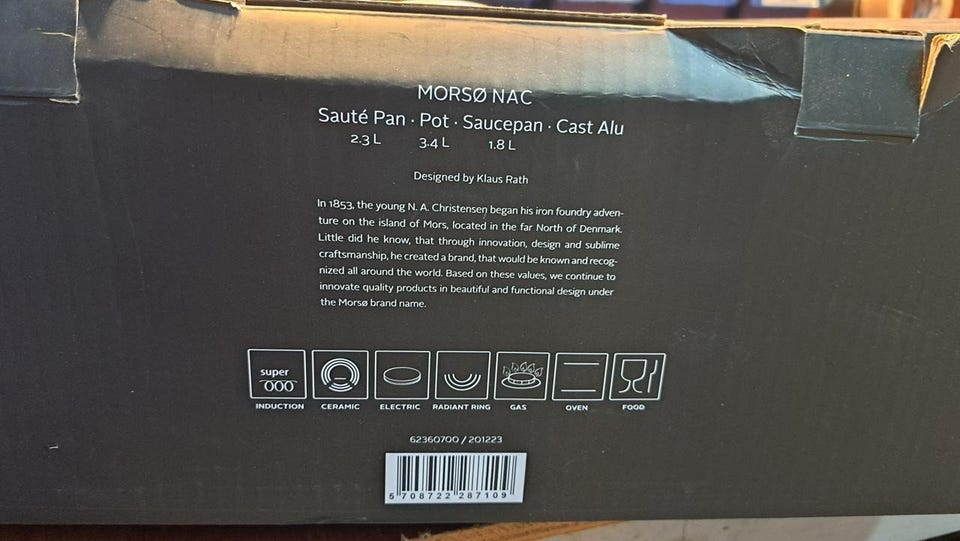 MORSØ NAC
Sauté Pan · Pot · Saucepan · Cast Alu
2.3 L 3.4 L 1.8 L
Designed by Klaus Rath
In 1853, the young N. A. Christensen began his iron foundry adven-
ture on the island of Mors, located in the far North of Denmark.
Little did he know, that through innovation, design and sublime
craftsmanship, he created a brand, that would be known and recog-
nized all around the world. Based on these values, we continue to
innovate quality products in beautiful and functional design under
the Morsø brand name.
super
INDUCTION CERAMIC ELECTRIC RADIANT RING GAS OVEN FOOD
62360700 / 201223
5 708722 287109